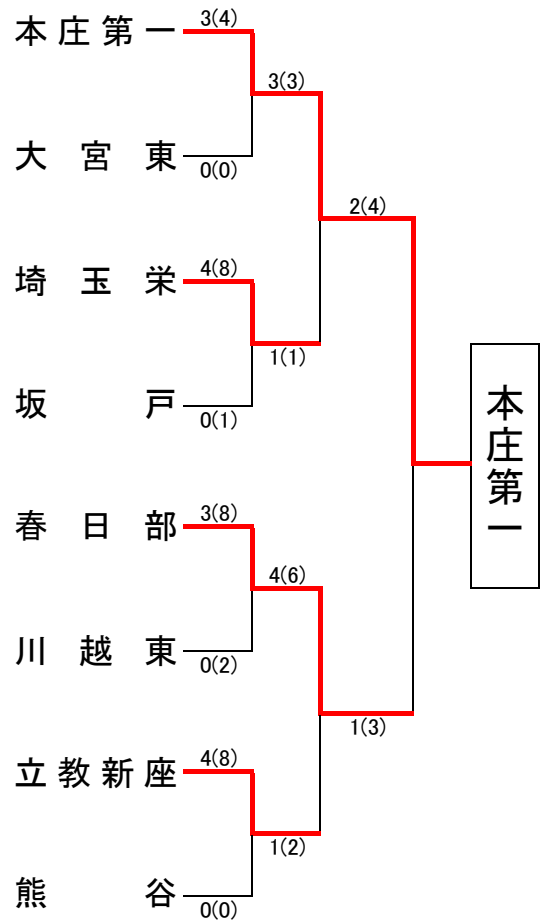 本庄第一
3(4)
3(3)
大宮東
0(0)
2(4)
埼玉栄
4(8)
1(1)
坂戸
0(1)
本庄第一
春日部
3(8)
4(6)
川越東
0(2)
1(3)
立教新座
4(8)
1(2)
熊谷
0(0)